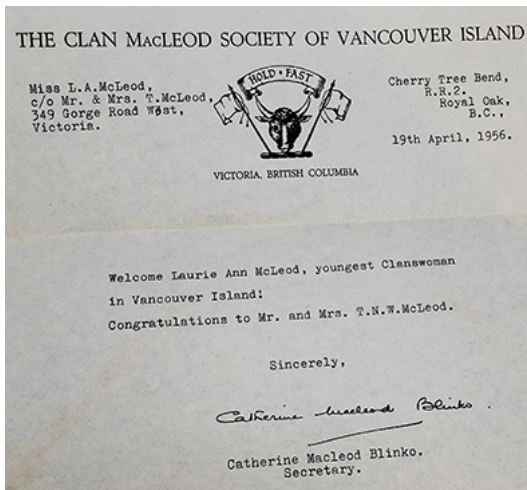 THE CLAN MACLEOD SOCIETY OF VANCOUVER ISLAND
HOLD • FAST
VICTORIA, BRITISH COLUMBIA
Miss L.A.McLeod,
c/o Mr. & Mrs. T.McLeod,
349 Gorge Road West,
Victoria.
Cherry Tree Bend,
R.R.2.
Royal Oak,
B.C.,
19th April, 1956.
Welcome Laurie Ann McLeod, youngest Clanswoman
in Vancouver Island!
Congratulations to Mr. and Mrs. T.N.W.McLeod.
Sincerely,
Catherine Macleod Blinko.
Catherine Macleod Blinko.
Secretary.